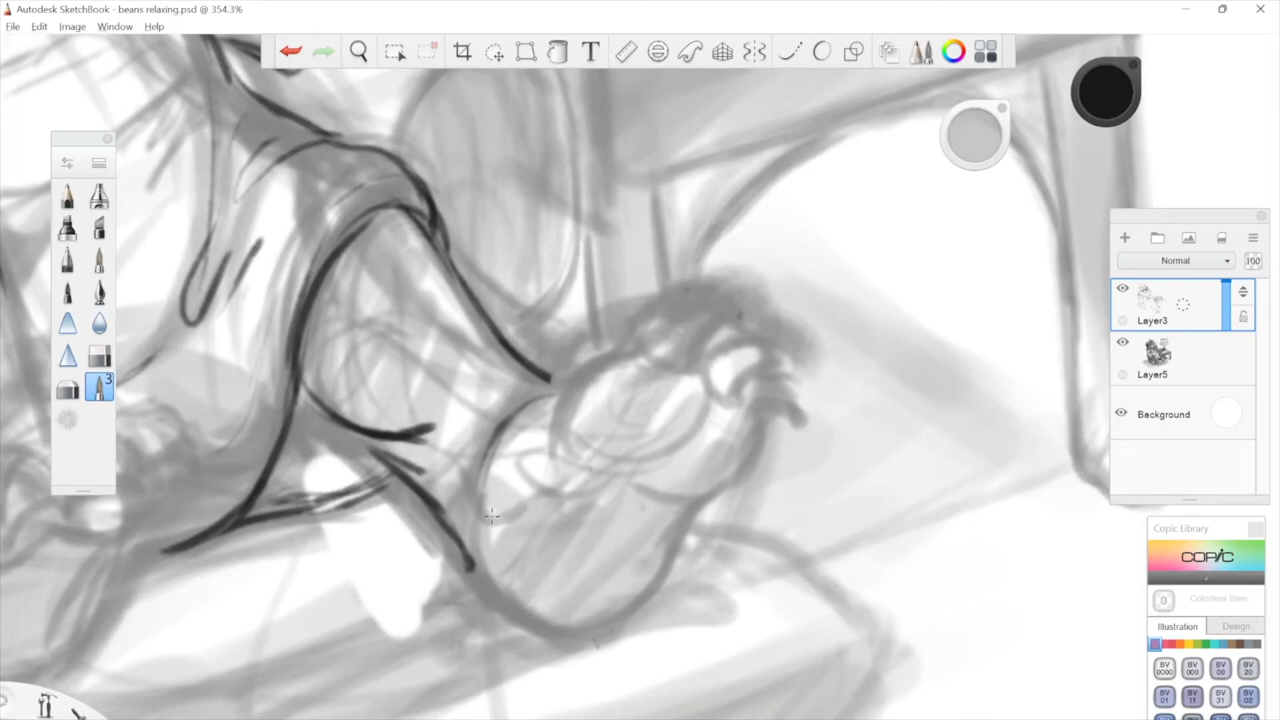 Autodesk SketchBook - beans relaxing.psd @ 354.3%
File Edit Image Window Help
T
3
Normal 100
Layer3
Layer5
Background
Copic Library
COPIC
0 Colorless Blen...
Illustration Design
BV 0000 BV 000 BV 00 BV 20
BV 01 BV 11 BV 31 BV 02